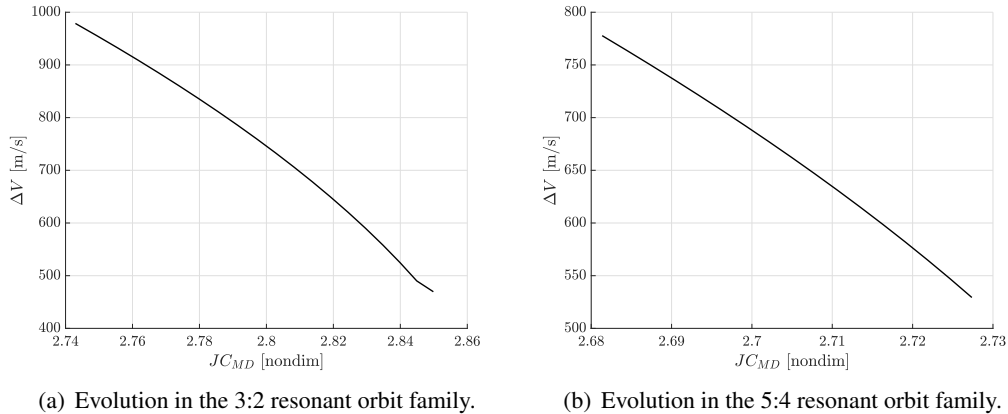 1000
900
800
700
600
500
400
ΔV [m/s]
2.74 2.76 2.78 2.8 2.82 2.84 2.86
JC_MD [nondim]
(a) Evolution in the 3:2 resonant orbit family.
800
750
700
650
600
550
500
ΔV [m/s]
2.68 2.69 2.7 2.71 2.72 2.73
JC_MD [nondim]
(b) Evolution in the 5:4 resonant orbit family.